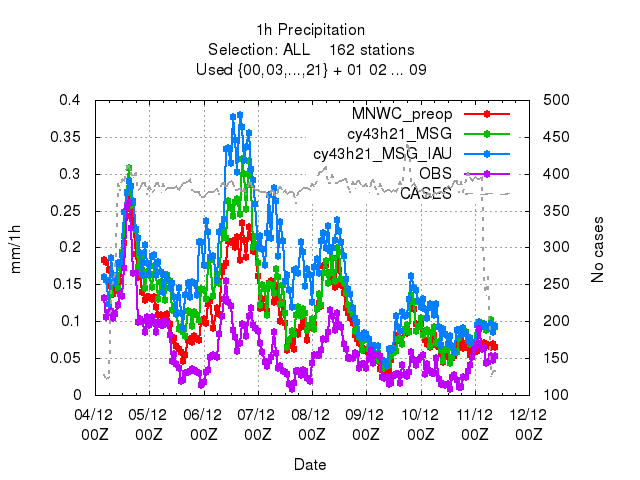 1h Precipitation
Selection: ALL    162 stations
Used {00,03,...,21} + 01 02 ... 09
MNWC_preop
cy43h21_MSG
cy43h21_MSG_IAU
OBS
CASES
mm/1h
0.4
0.35
0.3
0.25
0.2
0.15
0.1
0.05
0
500
450
400
350
300
250
200
150
100
No cases
04/12 05/12 06/12 07/12 08/12 09/12 10/12 11/12 12/12
00Z 00Z 00Z 00Z 00Z 00Z 00Z 00Z 00Z
Date